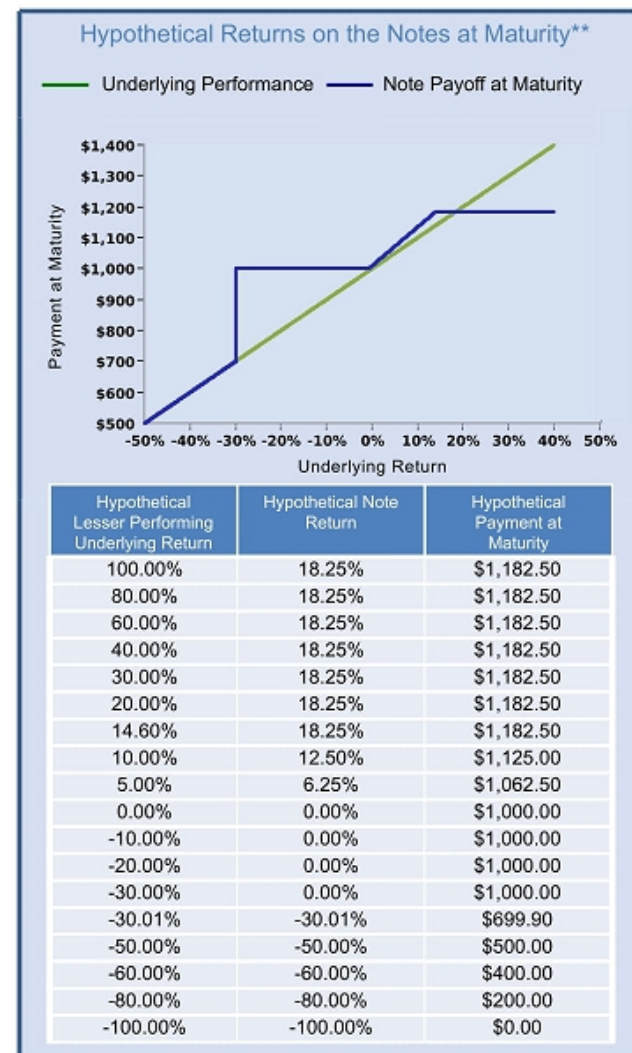 Hypothetical Returns on the Notes at Maturity**
Underlying Performance Note Payoff at Maturity
Payment at Maturity
$1,400
$1,300
$1,200
$1,100
$1,000
$900
$800
$700
$600
$500
-50% -40% -30% -20% -10% 0% 10% 20% 30% 40% 50%
Underlying Return
Hypothetical Lesser Performing Underlying Return Hypothetical Note Return Hypothetical Payment at Maturity
100.00% 18.25% $1,182.50
80.00% 18.25% $1,182.50
60.00% 18.25% $1,182.50
40.00% 18.25% $1,182.50
30.00% 18.25% $1,182.50
20.00% 18.25% $1,182.50
14.60% 18.25% $1,182.50
10.00% 12.50% $1,125.00
5.00% 6.25% $1,062.50
0.00% 0.00% $1,000.00
-10.00% 0.00% $1,000.00
-20.00% 0.00% $1,000.00
-30.00% 0.00% $1,000.00
-30.01% -30.01% $699.90
-50.00% -50.00% $500.00
-60.00% -60.00% $400.00
-80.00% -80.00% $200.00
-100.00% -100.00% $0.00